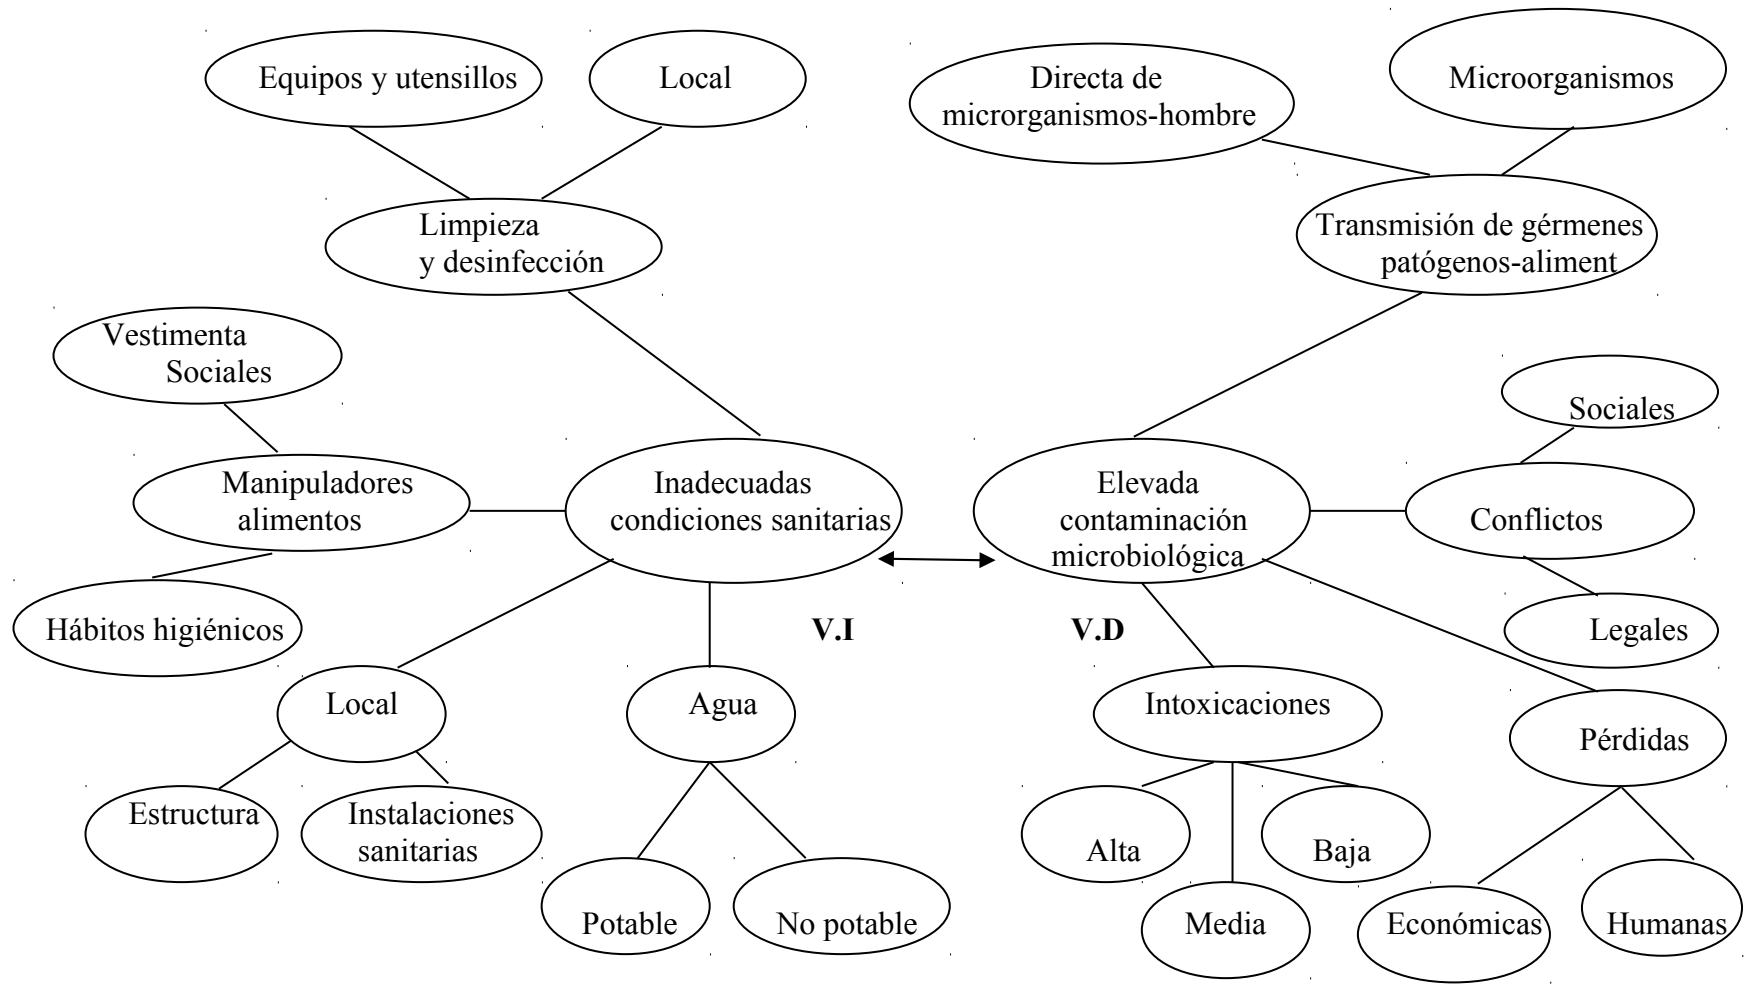 Equipos y utensillos
Local
Directa de
microrganismos-hombre
Microorganismos
Limpieza
y desinfección
Transmisión de gérmenes
patógenos-aliment
Vestimenta
Sociales
Sociales
Manipuladores
alimentos
Inadecuadas
condiciones sanitarias
Elevada
contaminación
microbiológica
Conflictos
Hábitos higiénicos
V.I
V.D
Legales
Local
Agua
Intoxicaciones
Pérdidas
Estructura
Instalaciones
sanitarias
Alta
Baja
Potable
No potable
Media
Económicas
Humanas